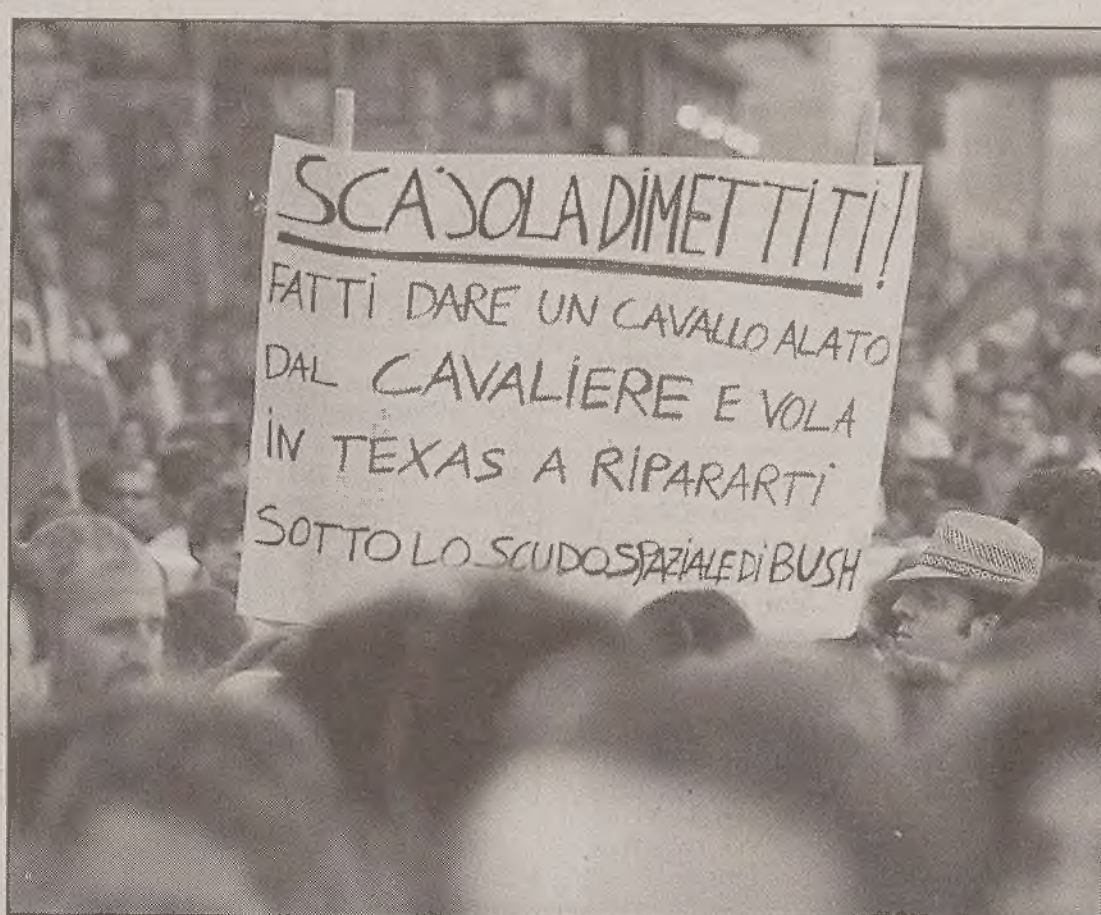 SCAJOLA DIMETTITI!
FATTI DARE UN CAVALLO ALATO
DAL CAVALIERE E VOLA
IN TEXAS A RIPARARTI
SOTTO LO SCUDO SPAZIALE DI BUSH